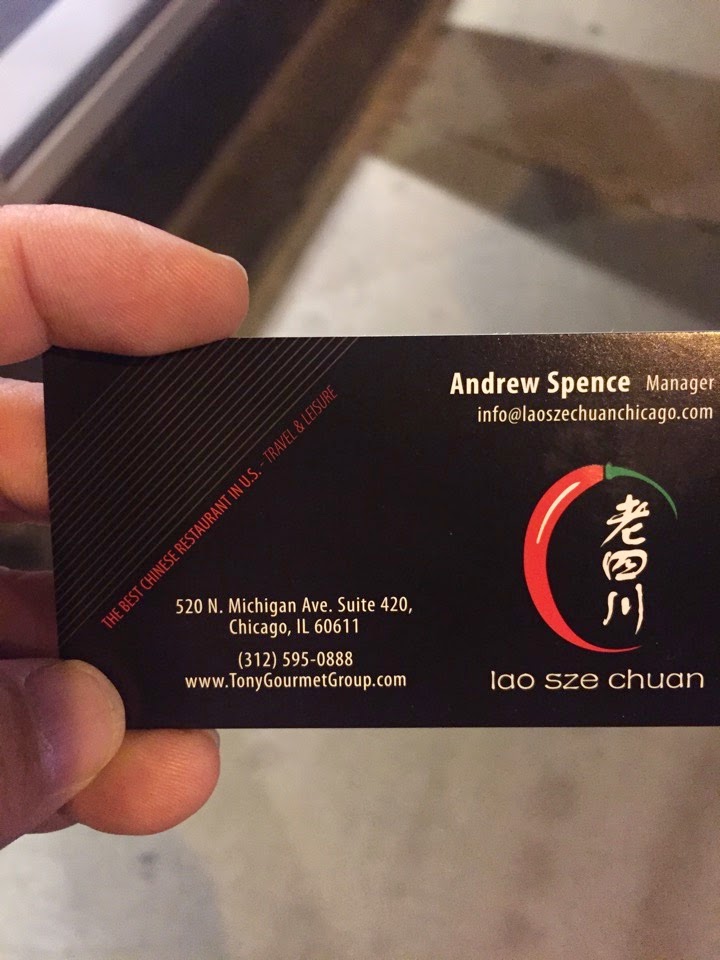 Andrew Spence Manager
info@laoszechuanchicago.com
THE BEST CHINESE RESTAURANT IN U.S. - TRAVEL & LEISURE
老四川
lao sze chuan
520 N. Michigan Ave. Suite 420,
Chicago, IL 60611
(312) 595-0888
www.TonyGourmetGroup.com